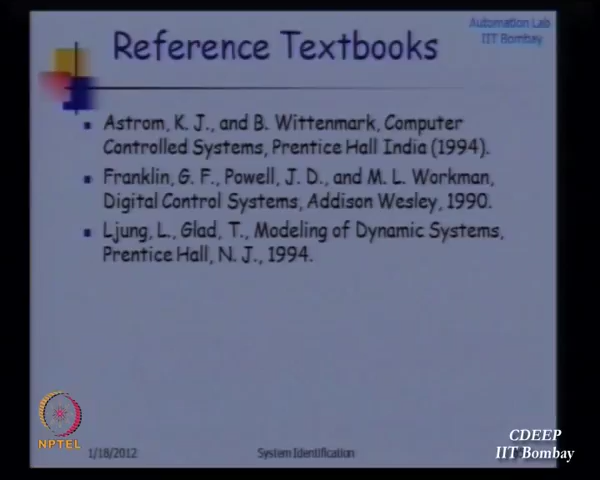 Automation Lab
IIT Bombay
Reference Textbooks
Astrom, K. J., and B. Wittenmark, Computer
Controlled Systems, Prentice Hall India (1994).
Franklin, G. F., Powell, J. D., and M. L. Workman,
Digital Control Systems, Addison Wesley, 1990.
Ljung, L., Glad, T., Modeling of Dynamic Systems,
Prentice Hall, N. J., 1994.
NPTEL
1/18/2012
System Identification
CDEEP
IIT Bombay